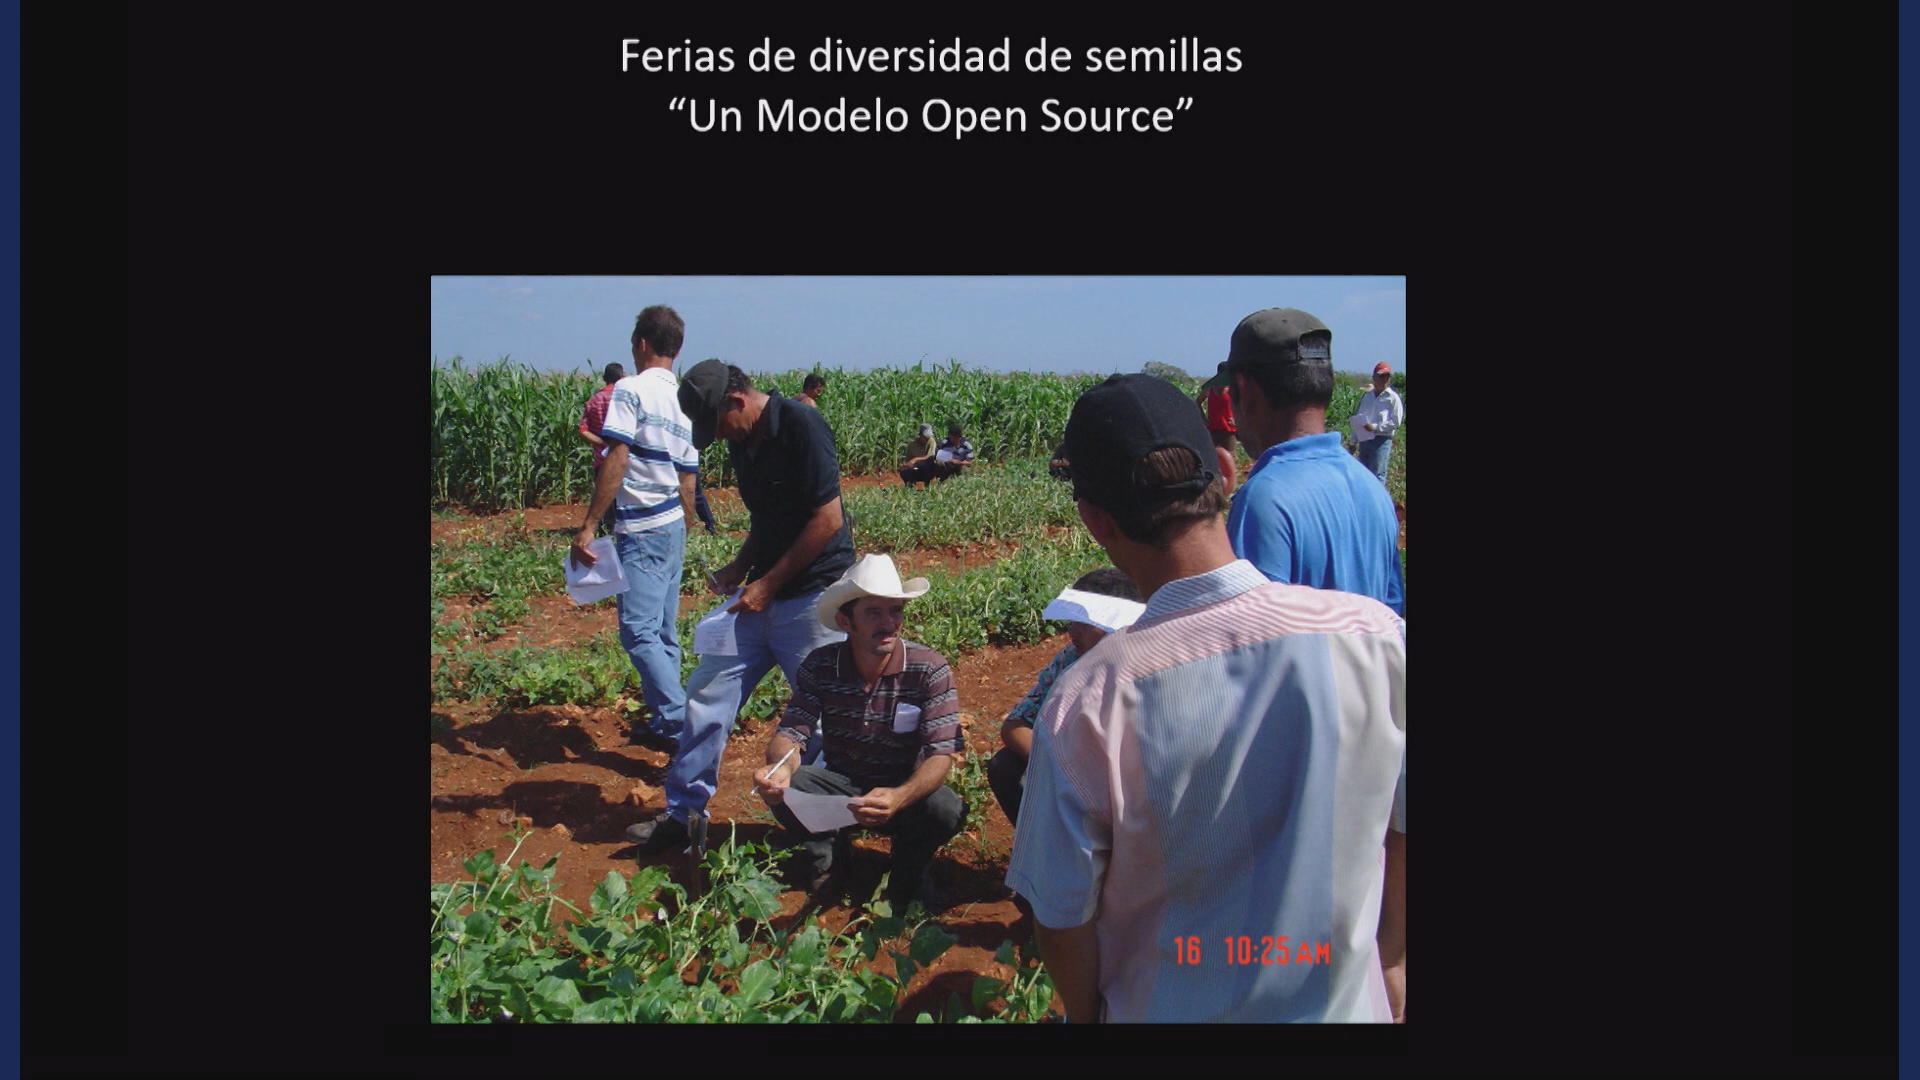 Ferias de diversidad de semillas
“Un Modelo Open Source”
16 10:25 AM